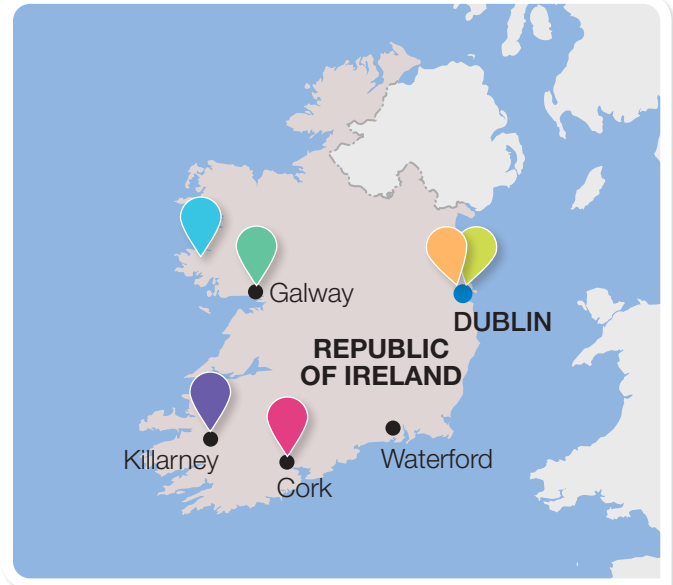 Galway
DUBLIN
REPUBLIC
OF IRELAND
Killarney
Waterford
Cork